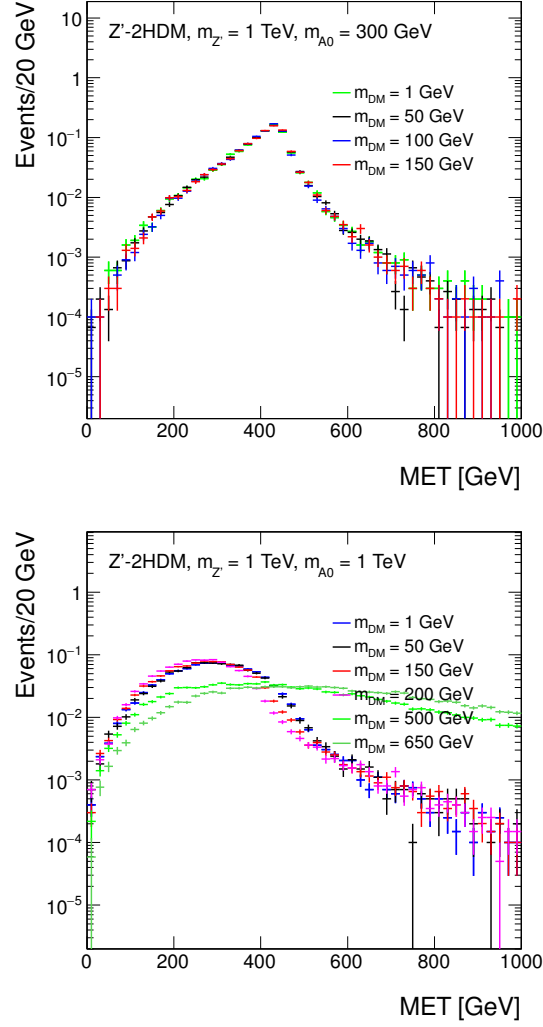 Z'-2HDM, m_Z' = 1 TeV, m_A0 = 300 GeV
Events/20 GeV
10
1
10⁻¹
10⁻²
10⁻³
10⁻⁴
10⁻⁵
m_DM = 1 GeV
m_DM = 50 GeV
m_DM = 100 GeV
m_DM = 150 GeV
0 200 400 600 800 1000
MET [GeV]
Z'-2HDM, m_Z' = 1 TeV, m_A0 = 1 TeV
Events/20 GeV
1
10⁻¹
10⁻²
10⁻³
10⁻⁴
10⁻⁵
m_DM = 1 GeV
m_DM = 50 GeV
m_DM = 150 GeV
m_DM = 200 GeV
m_DM = 500 GeV
m_DM = 650 GeV
0 200 400 600 800 1000
MET [GeV]